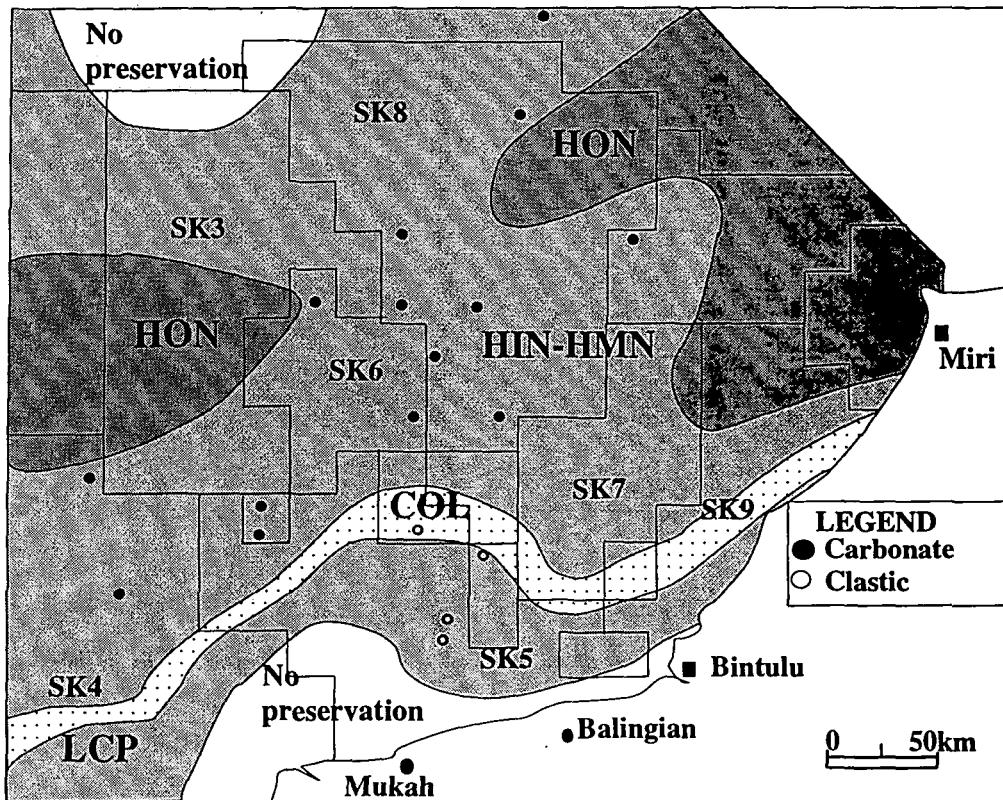 No
preservation
SK8
HON
SK3
HON
HIN-HMN
SK6
Miri
COL
SK7
SK9
LEGEND
Carbonate
Clastic
SK5
SK4
No
preservation
Bintulu
LCP
Balingian
0 50km
Mukah